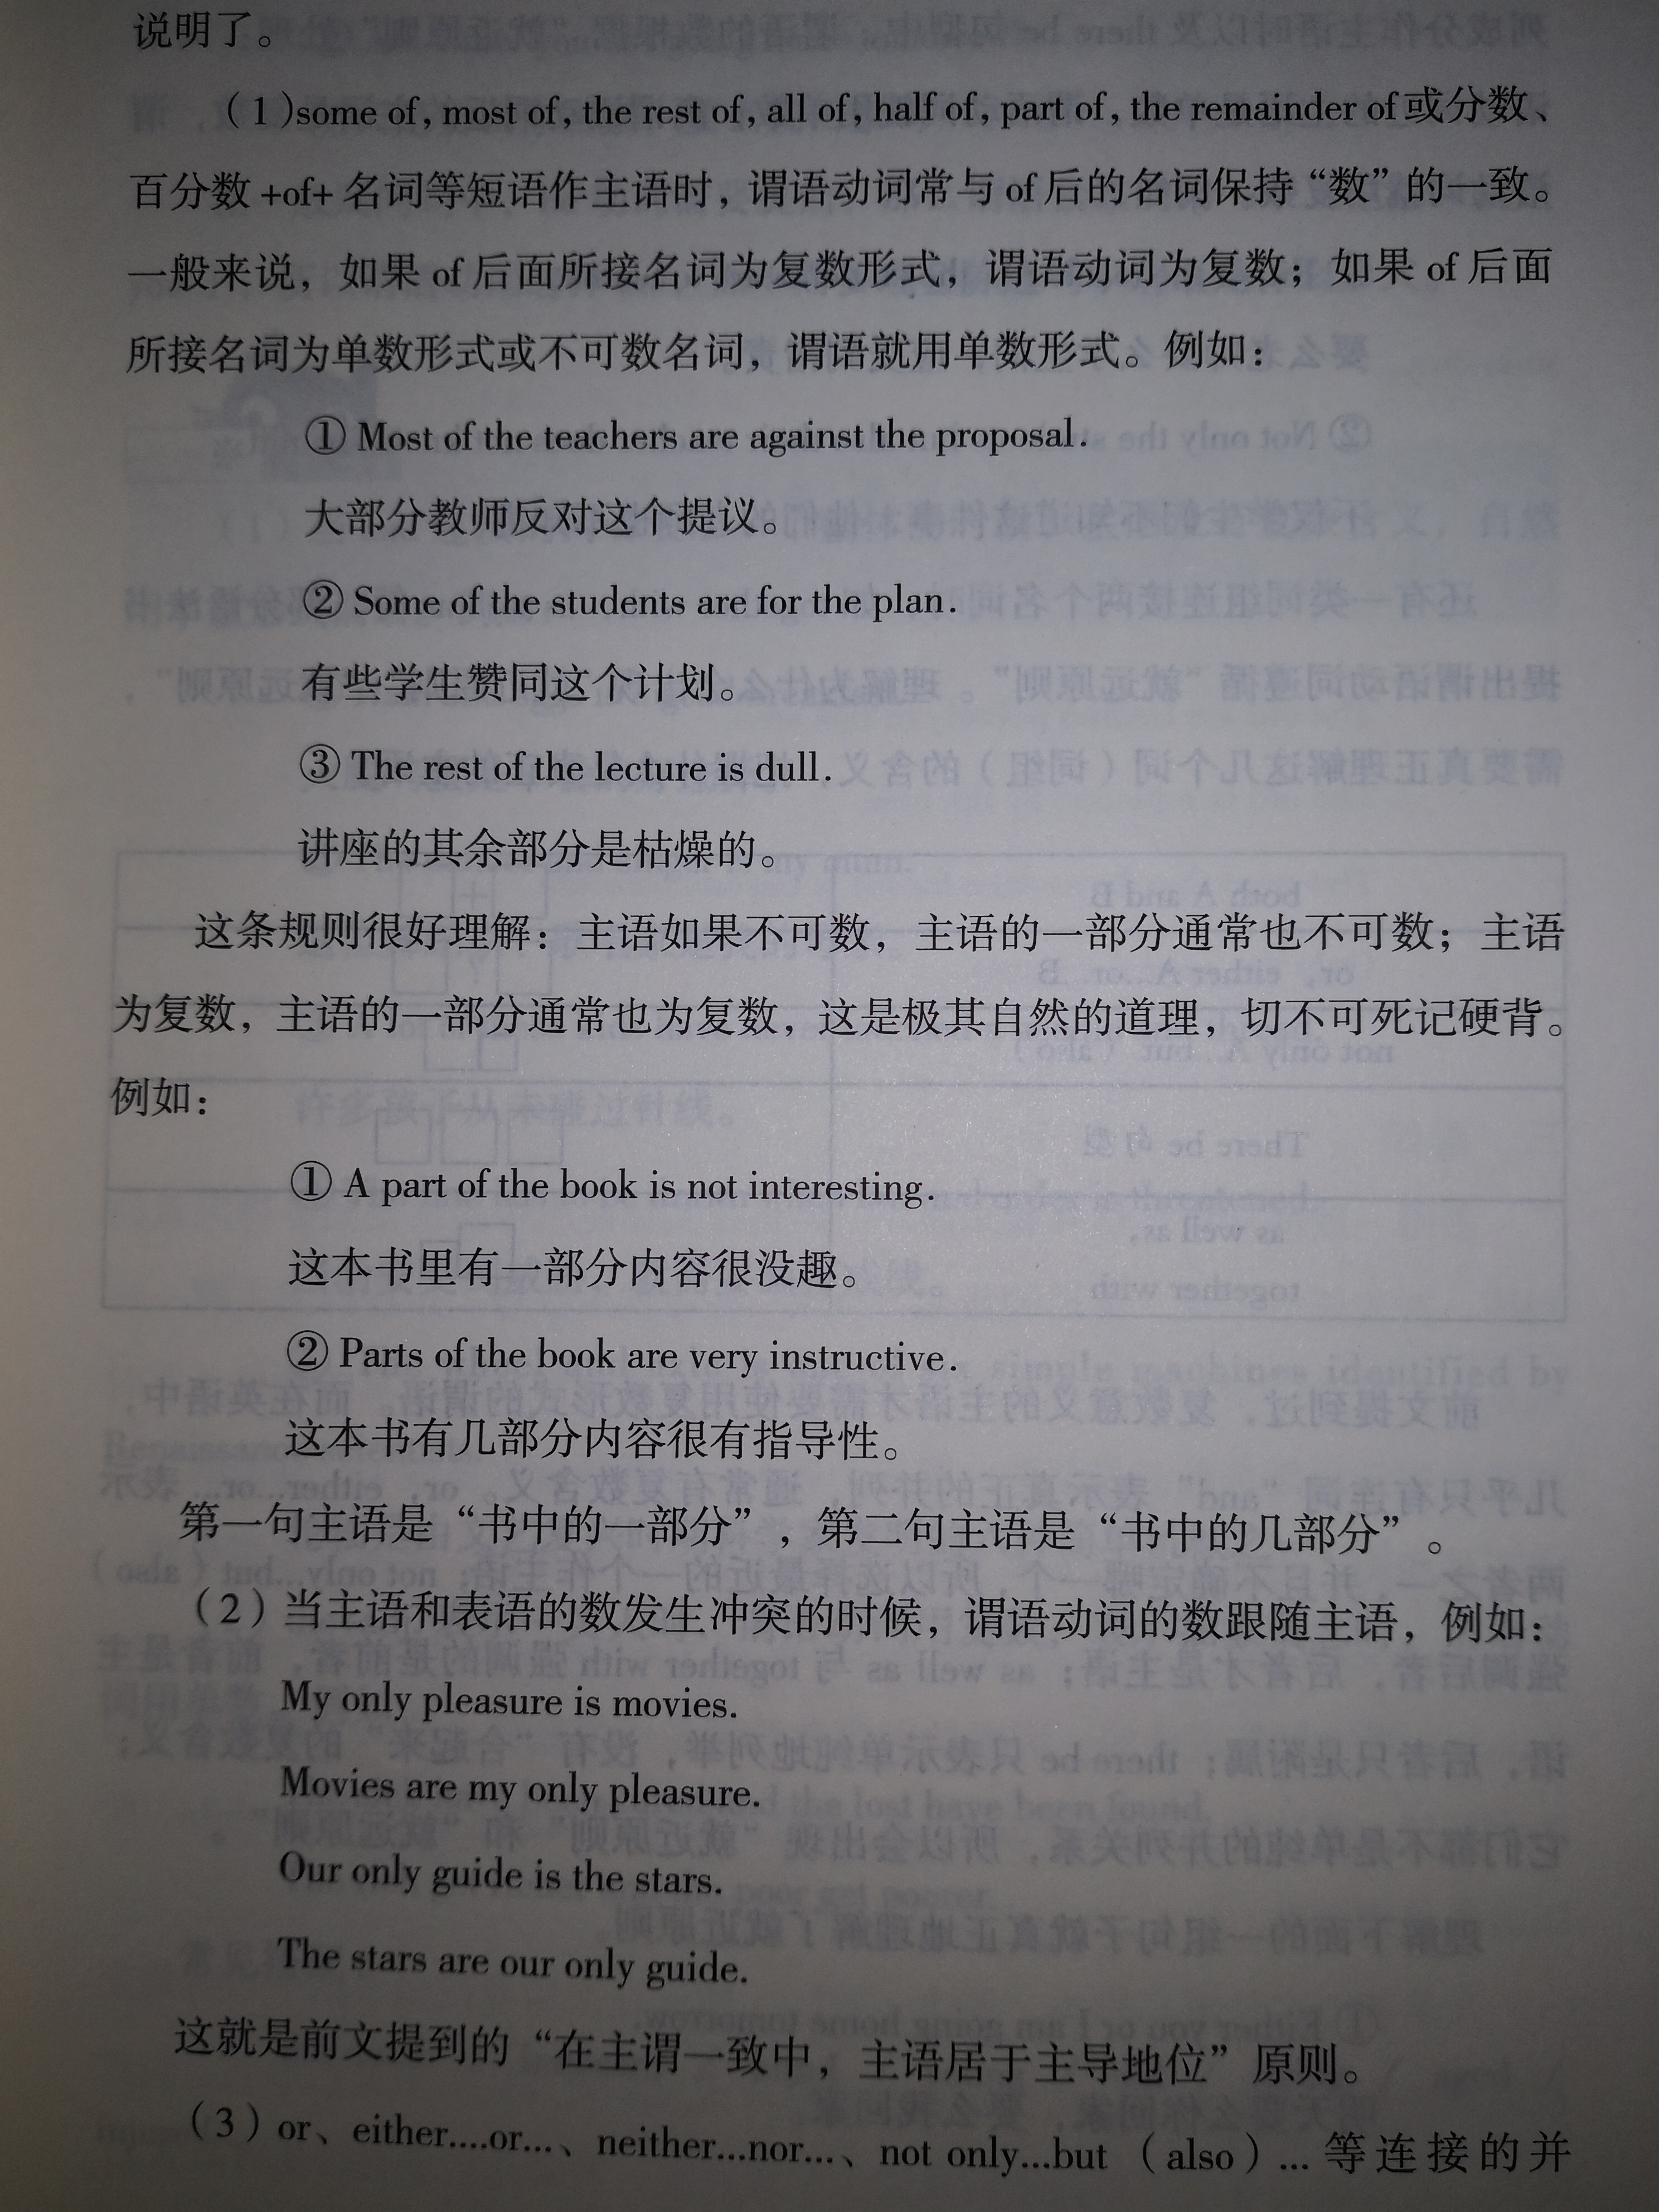 说明了。
（1)some of, most of, the rest of, all of, half of, part of, the remainder of或分数、
百分数 +of+ 名词等短语作主语时，谓语动词常与 of 后的名词保持“数”的一致。
一般来说，如果 of 后面所接名词为复数形式，谓语动词为复数；如果 of 后面
所接名词为单数形式或不可数名词，谓语就用单数形式。例如：
① Most of the teachers are against the proposal.
大部分教师反对这个提议。
② Some of the students are for the plan.
有些学生赞同这个计划。
③ The rest of the lecture is dull.
讲座的其余部分是枯燥的。
这条规则很好理解：主语如果不可数，主语的一部分通常也不可数；主语
为复数，主语的一部分通常也为复数，这是极其自然的道理，切不可死记硬背。
例如：
① A part of the book is not interesting.
这本书里有一部分内容很没趣。
② Parts of the book are very instructive.
这本书有几部分内容很有指导性。
第一句主语是“书中的一部分”，第二句主语是“书中的几部分”。
（2）当主语和表语的数发生冲突的时候，谓语动词的数跟随主语，例如：
My only pleasure is movies.
Movies are my only pleasure.
Our only guide is the stars.
The stars are our only guide.
这就是前文提到的“在主谓一致中，主语居于主导地位”原则。
（3）or、either....or...、neither...nor...、not only...but（also）... 等连接的并